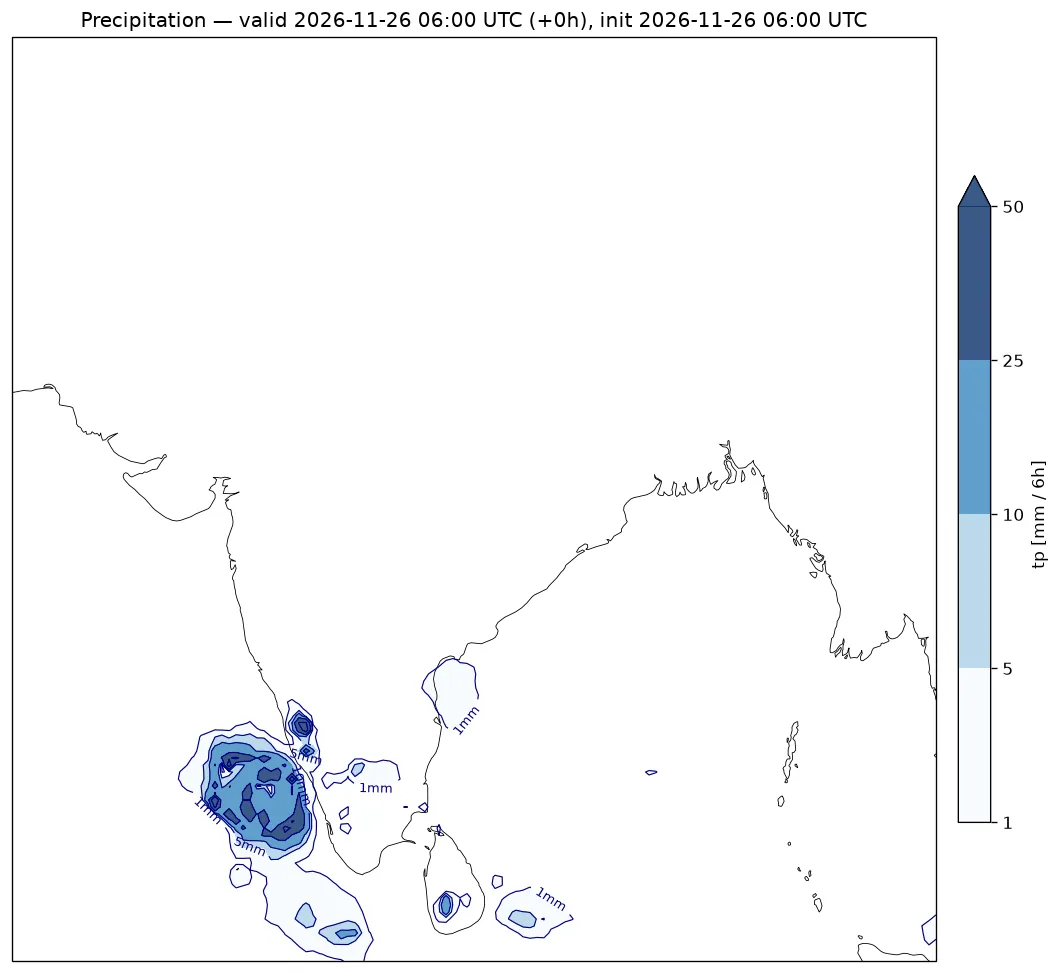 Precipitation — valid 2026-11-26 06:00 UTC (+0h), init 2026-11-26 06:00 UTC
50
25
10
5
1
tp [mm / 6h]
1mm
5mm
10mm
1mm
1mm
5mm
1mm